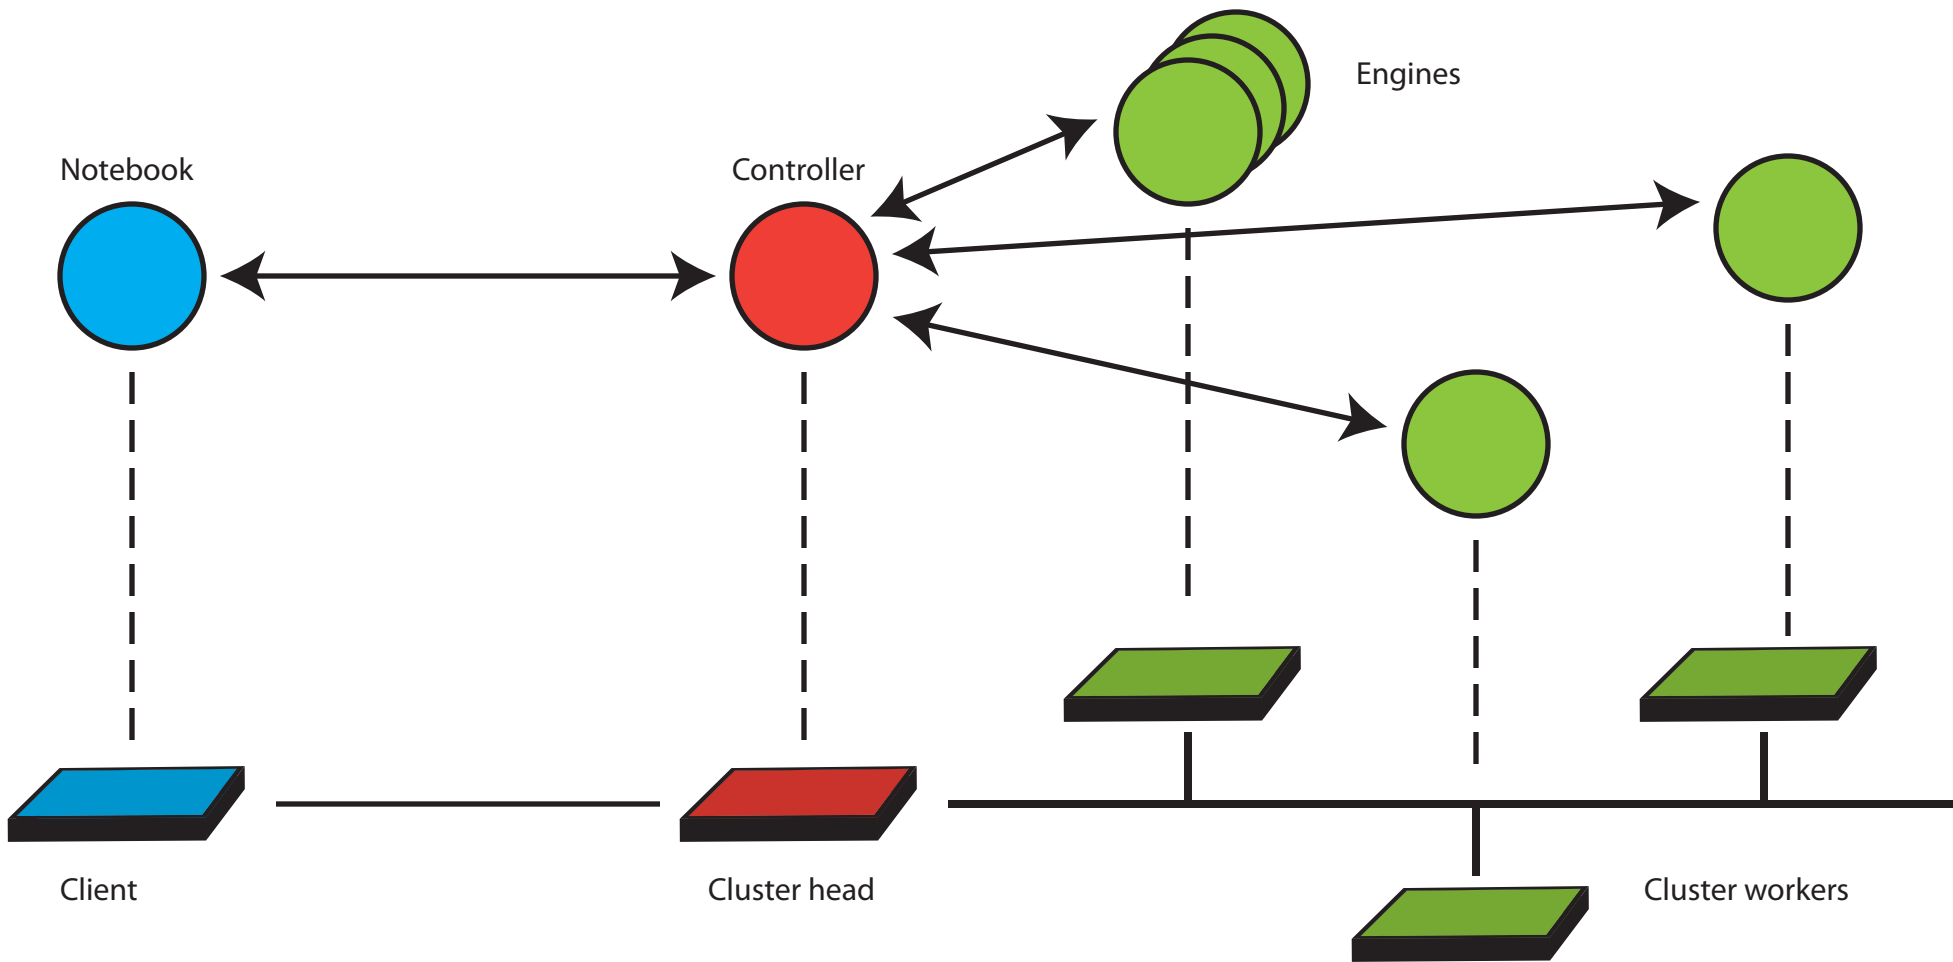 Engines
Notebook
Controller
Client
Cluster head
Cluster workers